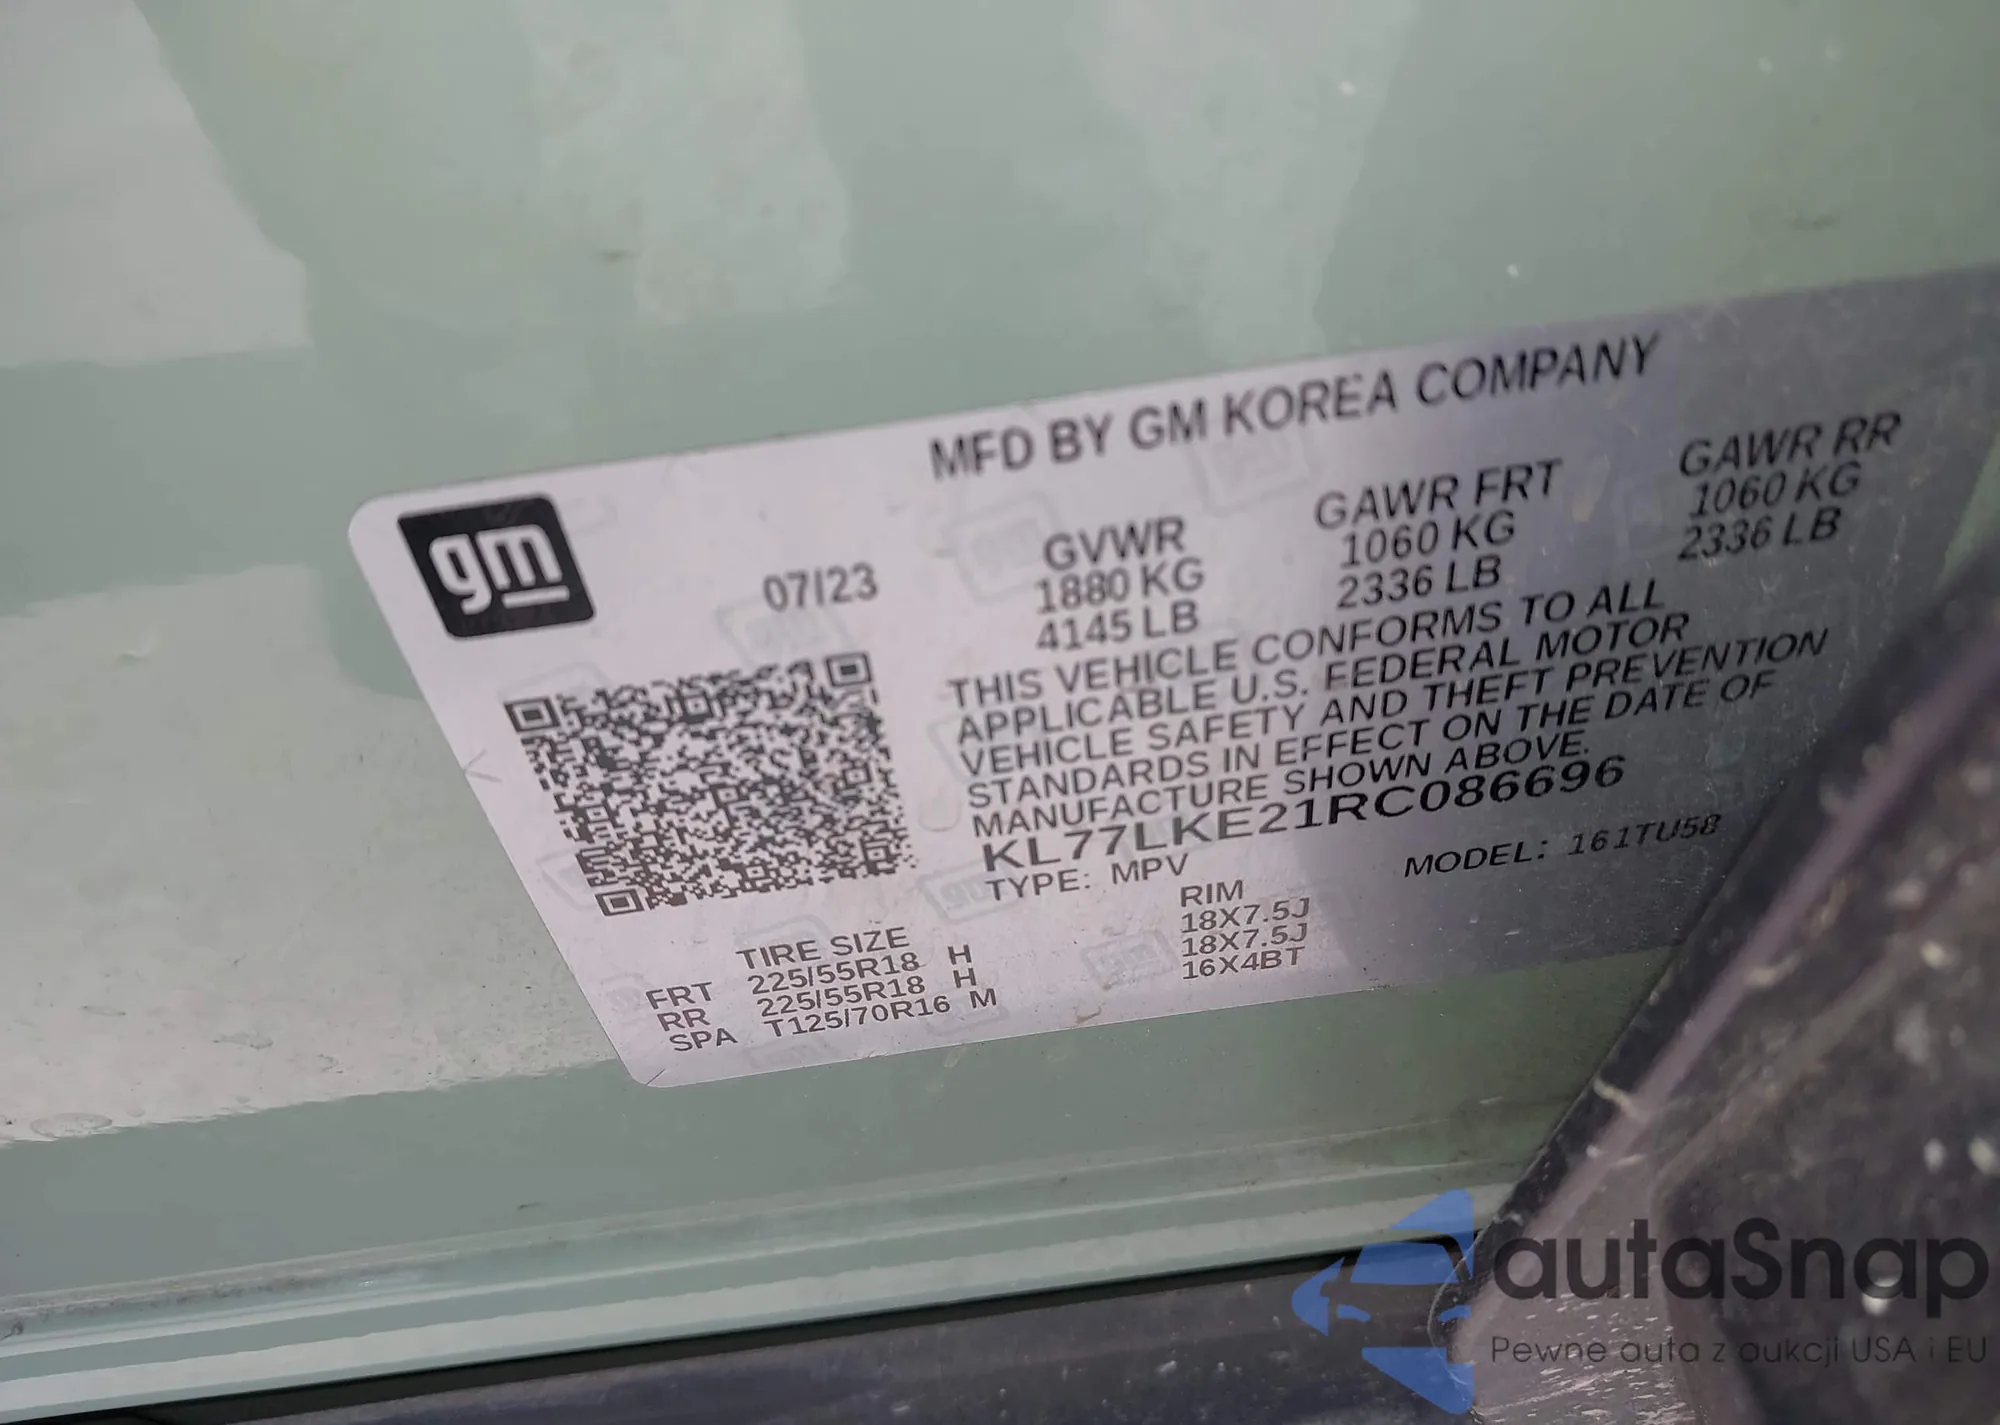 MFD BY GM KOREA COMPANY
gm
07/23
GVWR GAWR FRT GAWR RR
1880 KG 1060 KG 1060 KG
4145 LB 2336 LB 2336 LB
THIS VEHICLE CONFORMS TO ALL
APPLICABLE U.S. FEDERAL MOTOR
VEHICLE SAFETY AND THEFT PREVENTION
STANDARDS IN EFFECT ON THE DATE OF
MANUFACTURE SHOWN ABOVE.
KL77LKE21RC086696
TYPE: MPV MODEL: 161TU58
TIRE SIZE RIM
FRT 225/55R18 H 18X7.5J
RR 225/55R18 H 18X7.5J
SPA T125/70R16 M 16X4BT
autaSnap
Pewne auta z aukcji USA i EU